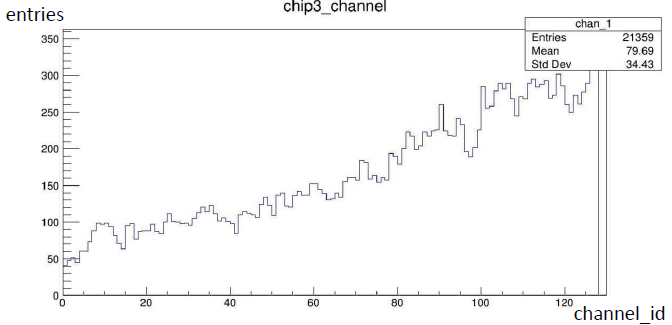 chip3_channel
entries
chan_1
Entries 21359
Mean 79.69
Std Dev 34.43
350
300
250
200
150
100
50
0
0 20 40 60 80 100 120
channel_id